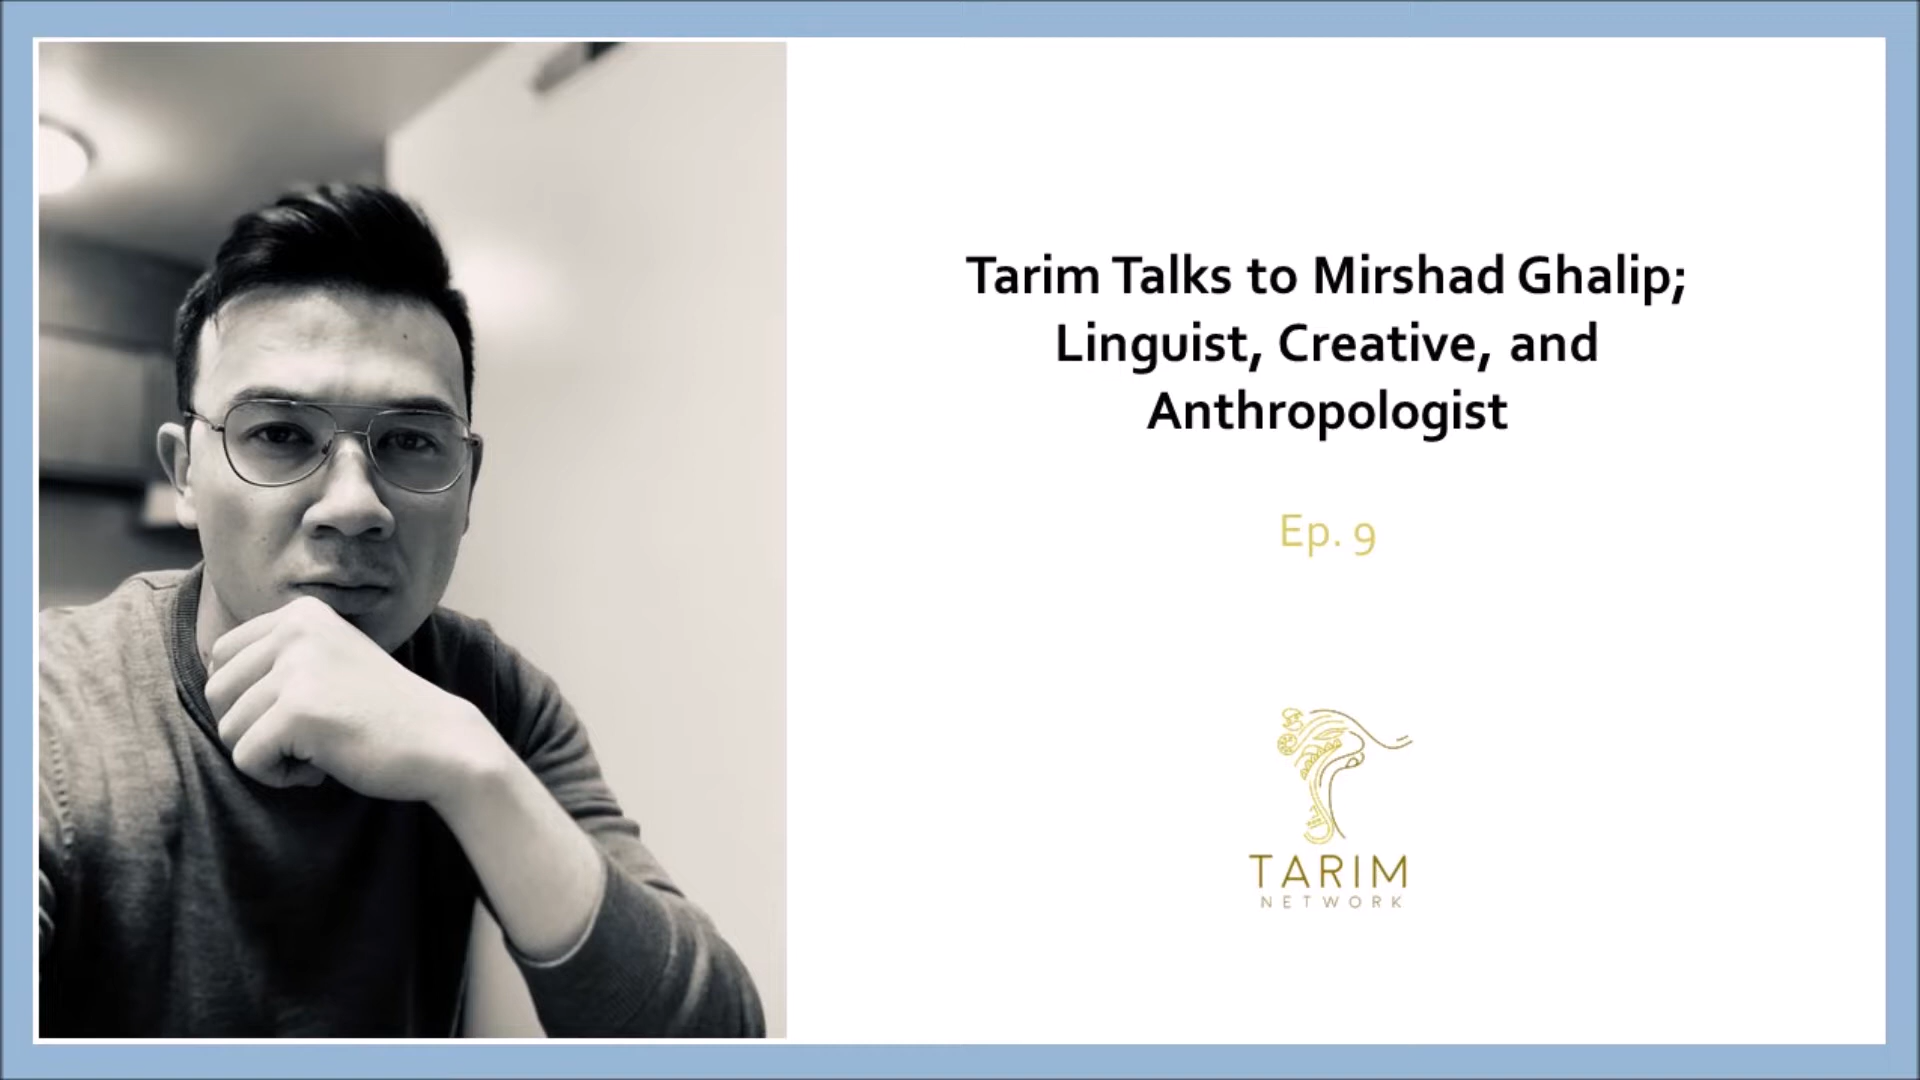 Tarim Talks to Mirshad Ghalip;
Linguist, Creative, and
Anthropologist
Ep. 9
TARIM
NETWORK